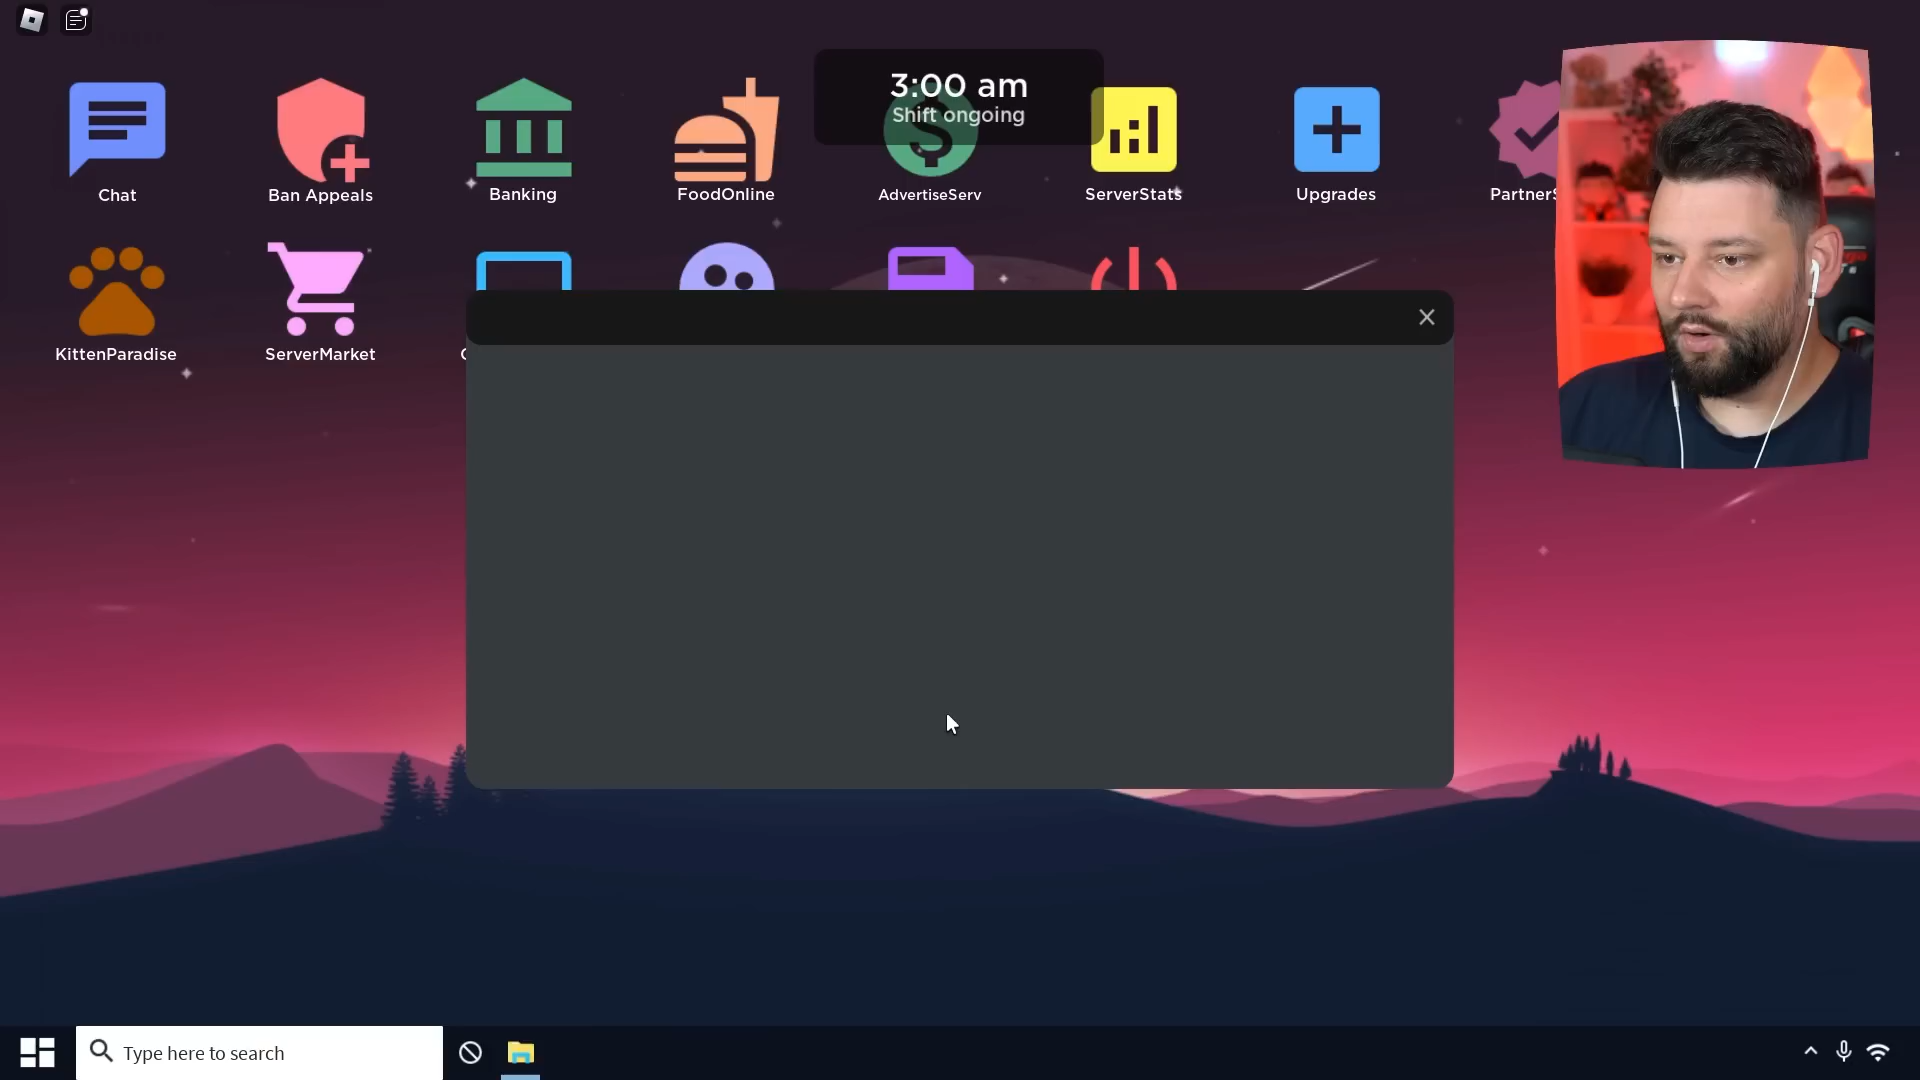 3:00 am
Shift ongoing
Chat
Ban Appeals
Banking
FoodOnline
AdvertiseServ
ServerStats
Upgrades
PartnerS
KittenParadise
ServerMarket
Type here to search